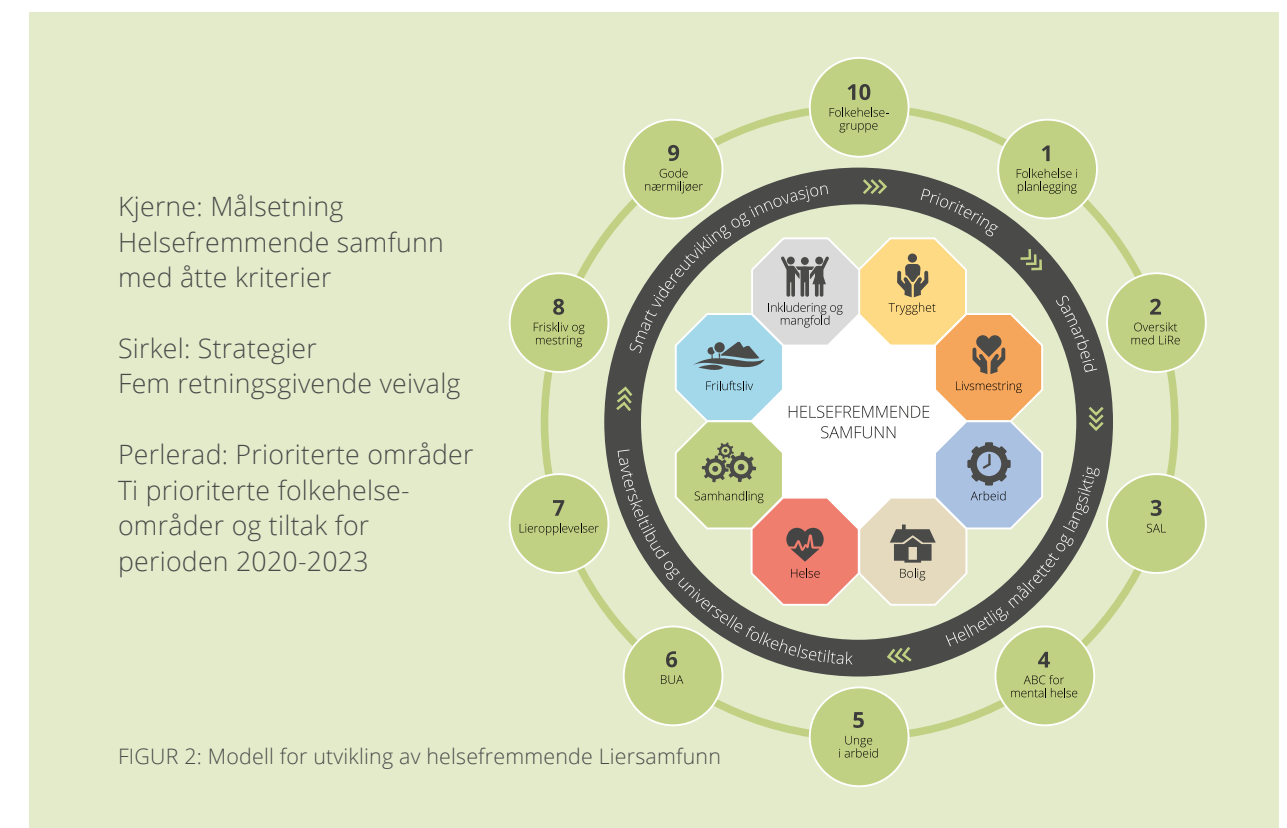 Kjerne: Målsetning
Helsefremmende samfunn
med åtte kriterier
Sirkel: Strategier
Fem retningsgivende veivalg
Perlerad: Prioriterte områder
Ti prioriterte folkehelse-
områder og tiltak for
perioden 2020-2023
10
Folkehelse-
gruppe
1
Folkehelse i
planlegging
2
Oversikt
med LiRe
3
SAL
4
ABC for
mental helse
5
Unge
i arbeid
6
BUA
7
Lieropplevelser
8
Friskliv og
mestring
9
Gode
nærmiljøer
Prioritering
Samarbeid
Helhetlig, målrettet og langsiktig
Lavterskeltilbud og universelle folkehelsetiltak
Smart videreutvikling og innovasjon
Inkludering og
mangfold
Trygghet
Livsmestring
Arbeid
Bolig
Helse
Samhandling
Friluftsliv
HELSEFREMMENDE
SAMFUNN
FIGUR 2: Modell for utvikling av helsefremmende Liersamfunn